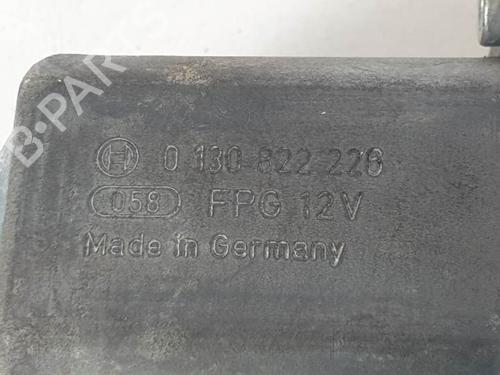 B-PARTS
0 130 822 226
058 FPG 12V
Made in Germany